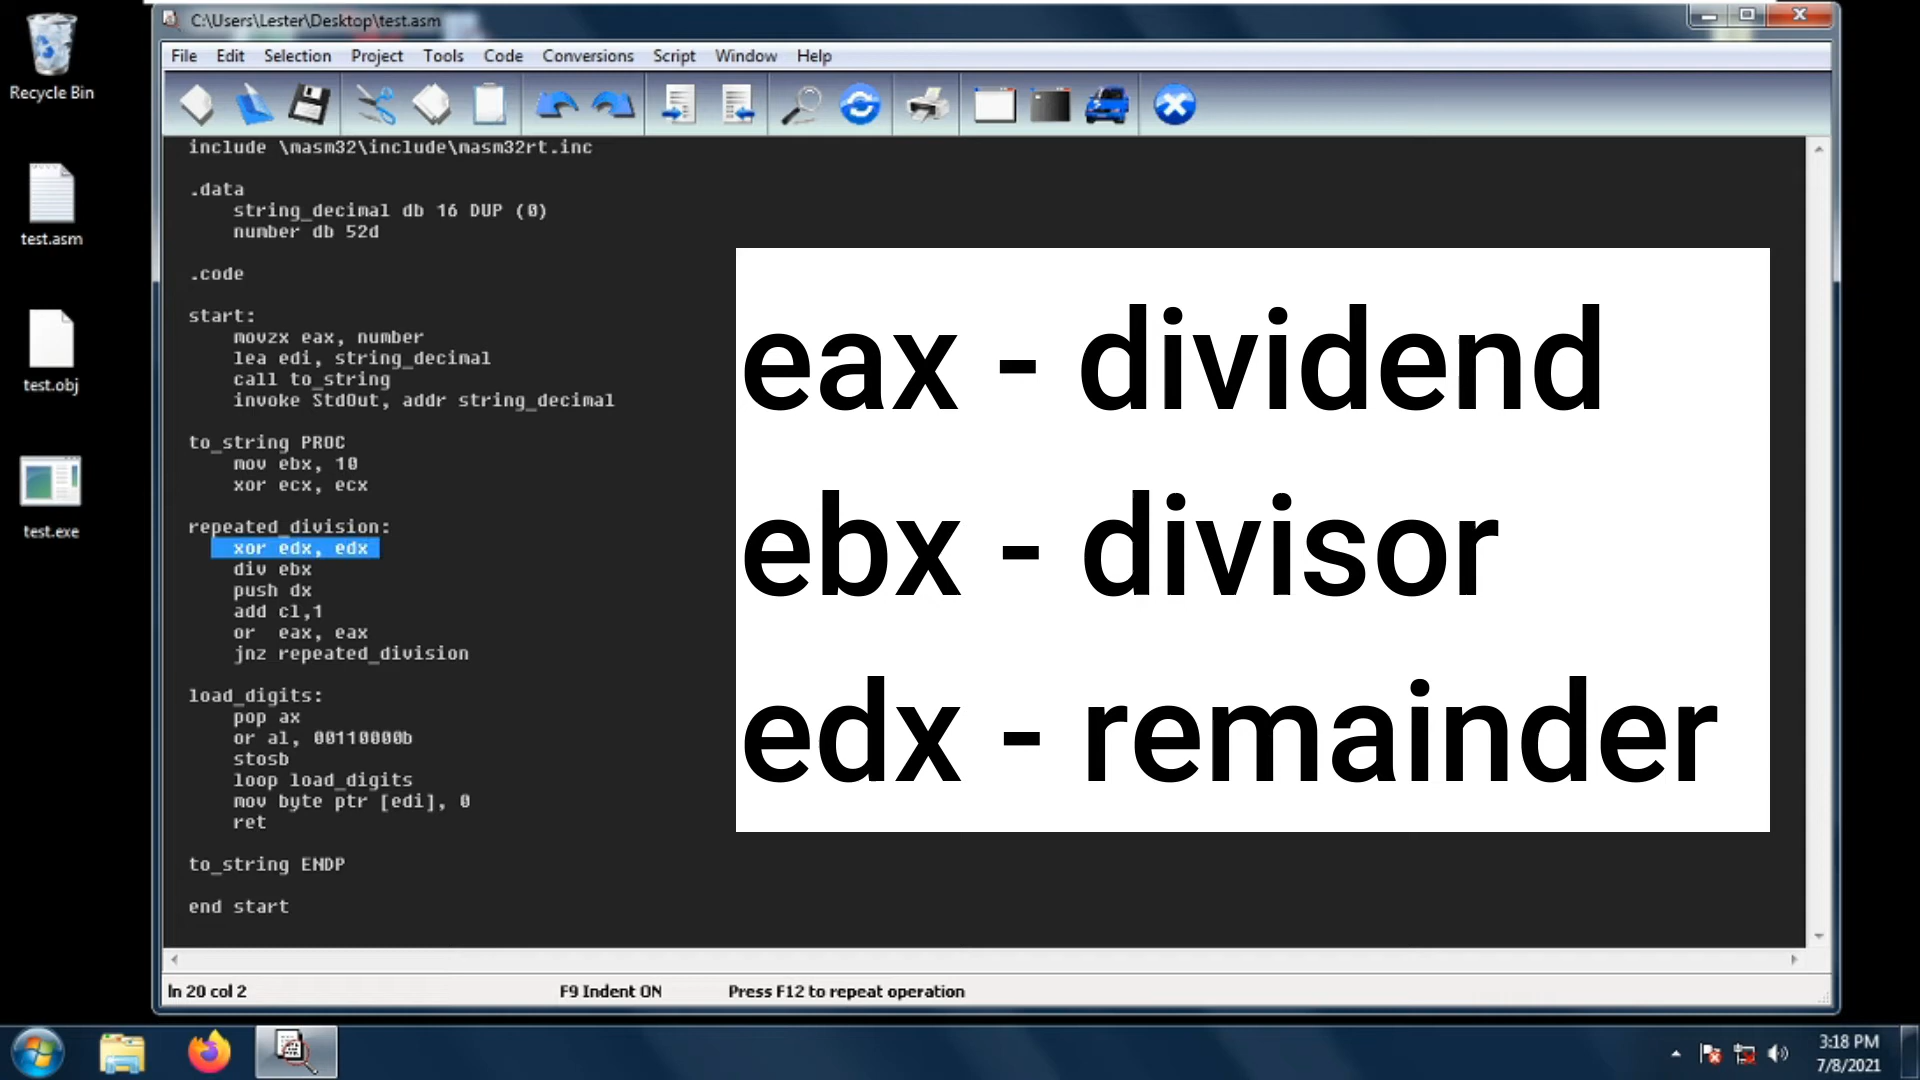 C:\Users\Lester\Desktop\test.asm
File Edit Selection Project Tools Code Conversions Script Window Help
Recycle Bin
test.asm
test.obj
test.exe
include \masm32\include\masm32rt.inc
.data
string_decimal db 16 DUP (0)
number db 52d
.code
start:
movzx eax, number
lea edi, string_decimal
call to_string
invoke StdOut, addr string_decimal
to_string PROC
mov ebx, 10
xor ecx, ecx
repeated_division:
xor edx, edx
div ebx
push dx
add cl,1
or  eax, eax
jnz repeated_division
load_digits:
pop ax
or al, 00110000b
stosb
loop load_digits
mov byte ptr [edi], 0
ret
to_string ENDP
end start
eax - dividend
ebx - divisor
edx - remainder
ln 20 col 2 F9 Indent ON Press F12 to repeat operation
3:18 PM
7/8/2021